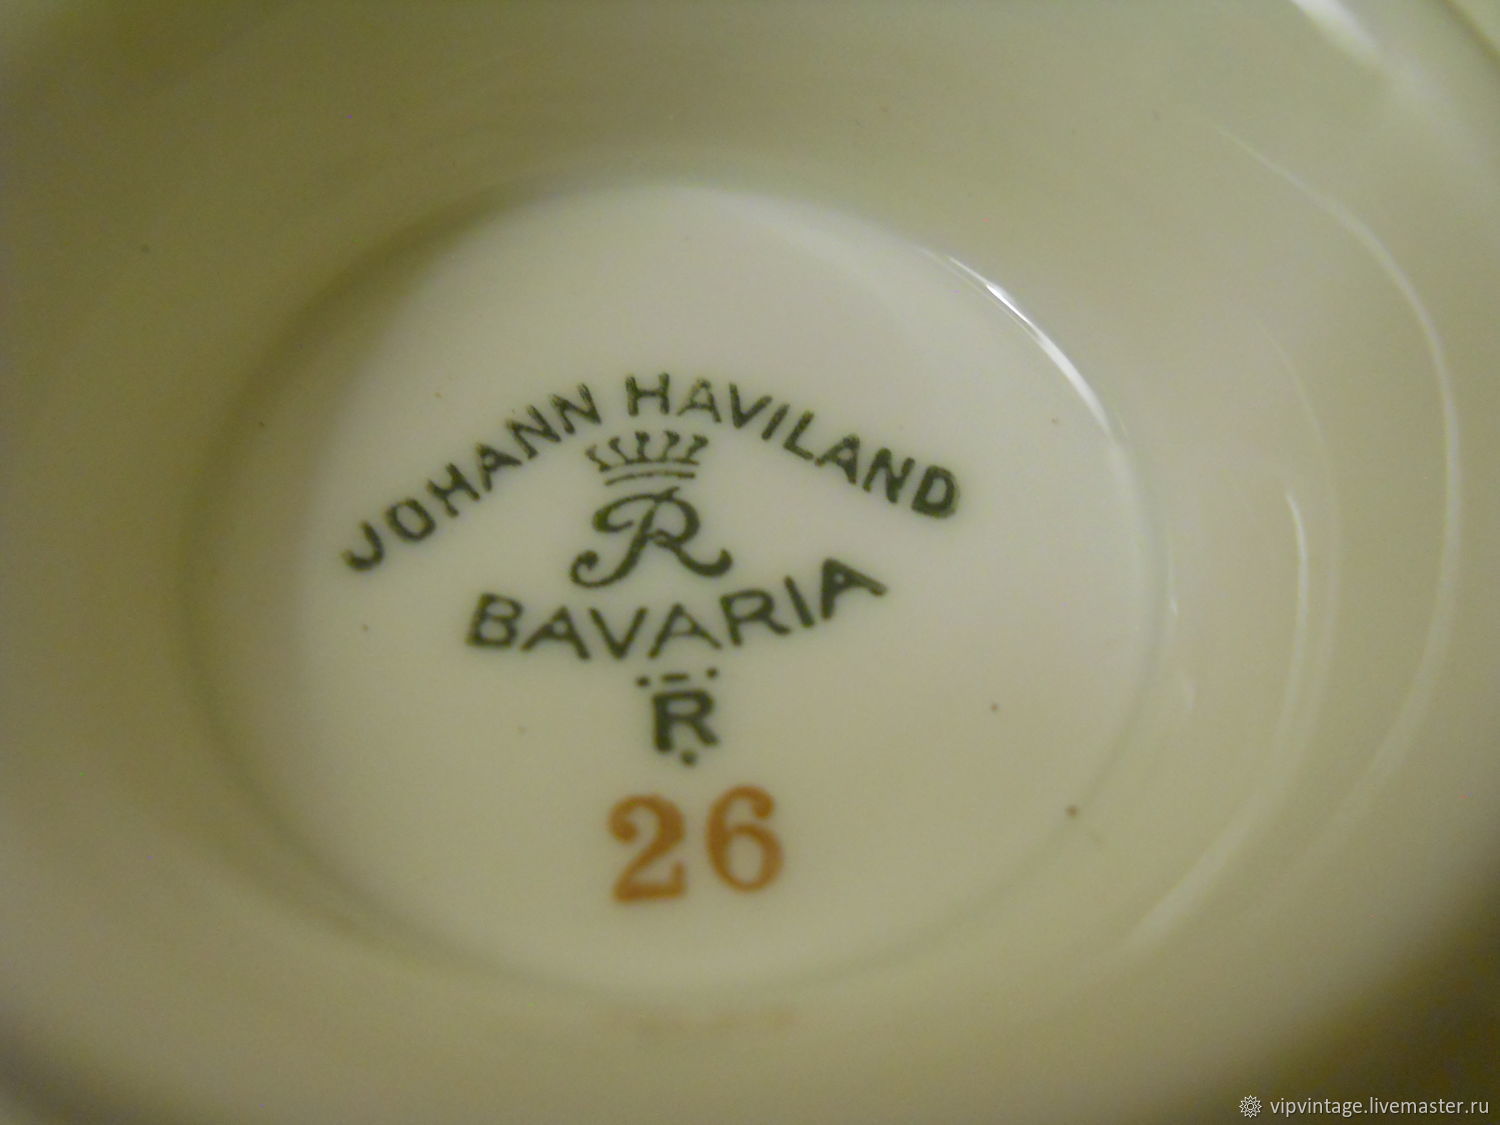 JOHANN HAVILAND
R
BAVARIA
R
26
vipvintage.livemaster.ru